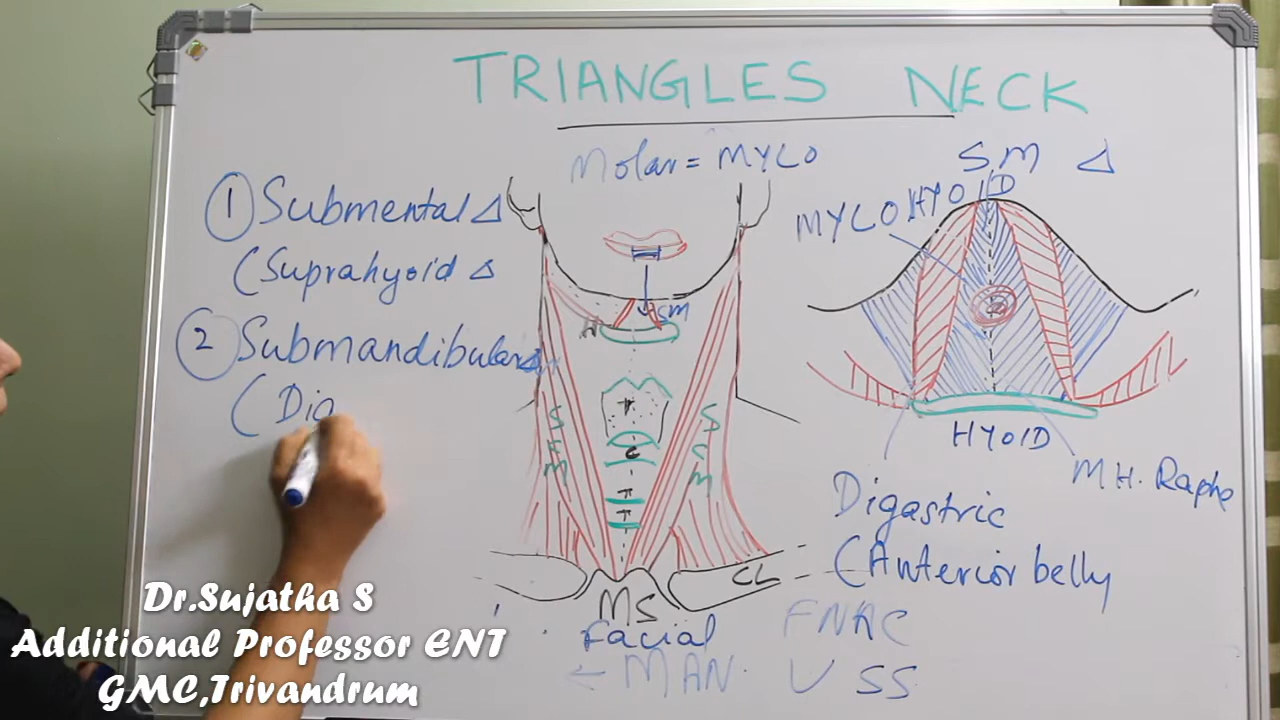 TRIANGLES NECK
Molar = MYLO
① Submental △
(Suprahyoid △
② Submandibular △
(Dig
H
SM
T
C
T
T
SCM
SCM
CL
MS
facial
← MAN.
FNAC
V SS
SM △
MYLOHYOID
HYOID
M.H. Raphe
Digastric
(Anterior belly
Dr.Sujatha S
Additional Professor ENT
GMC,Trivandrum